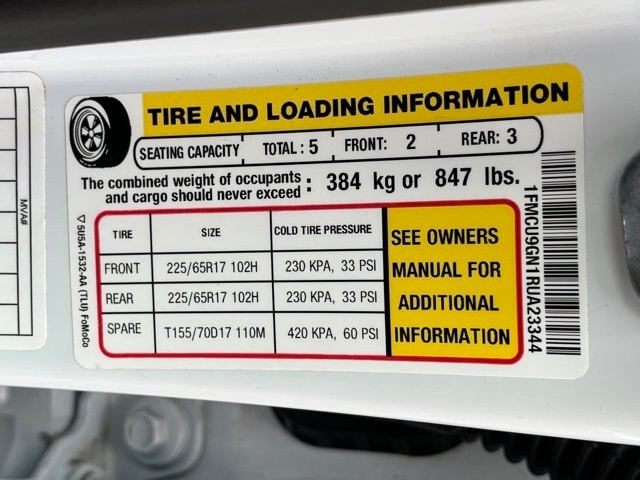 TIRE AND LOADING INFORMATION
SEATING CAPACITY TOTAL : 5 FRONT: 2 REAR: 3
The combined weight of occupants
and cargo should never exceed : 384 kg or 847 lbs.
TIRE SIZE COLD TIRE PRESSURE
FRONT 225/65R17 102H 230 KPA, 33 PSI
REAR 225/65R17 102H 230 KPA, 33 PSI
SPARE T155/70D17 110M 420 KPA, 60 PSI
SEE OWNERS
MANUAL FOR
ADDITIONAL
INFORMATION
1FMCU9GN1RUA23344
5U5A-1532-AA (TLU) FoMoCo
MVA#